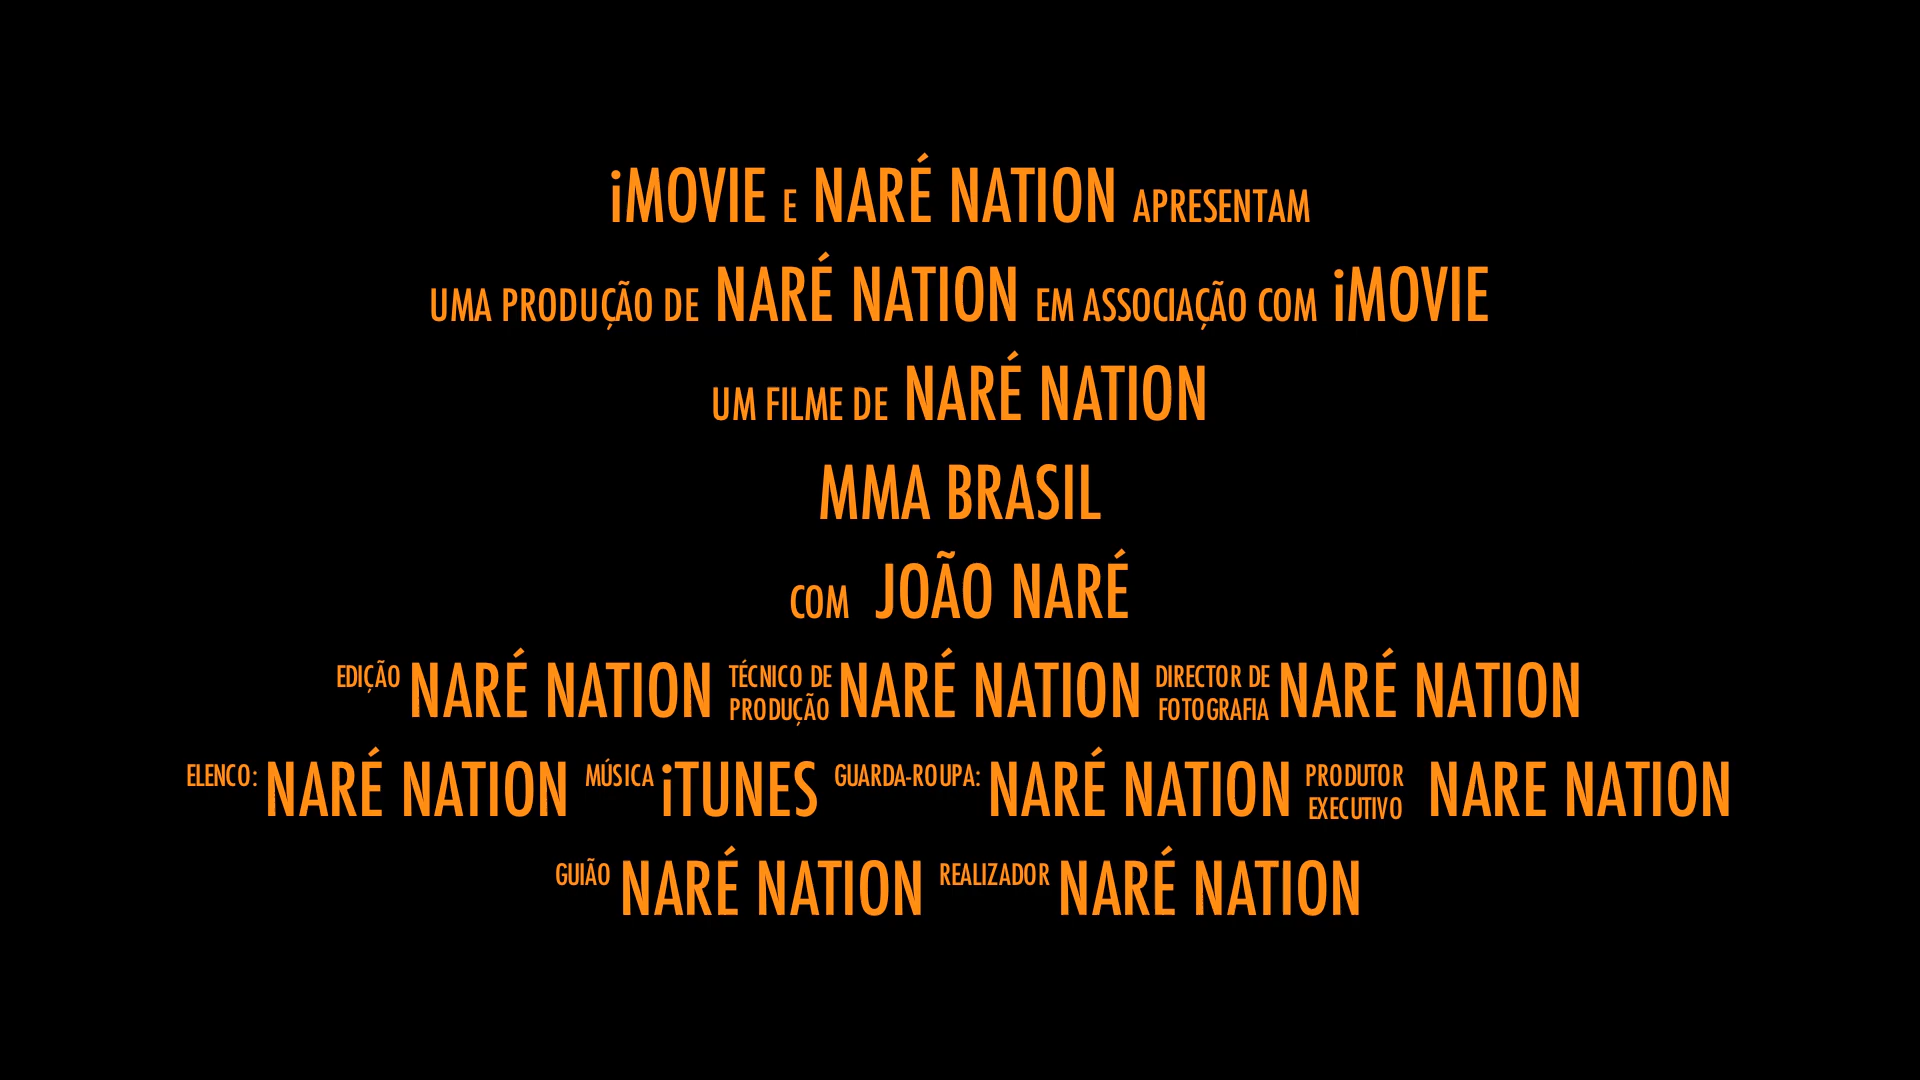 iMOVIE E NARÉ NATION APRESENTAM
UMA PRODUÇÃO DE NARÉ NATION EM ASSOCIAÇÃO COM iMOVIE
UM FILME DE NARÉ NATION
MMA BRASIL
COM JOÃO NARÉ
EDIÇÃO NARÉ NATION TÉCNICO DE PRODUÇÃO NARÉ NATION DIRECTOR DE FOTOGRAFIA NARÉ NATION
ELENCO: NARÉ NATION MÚSICA iTUNES GUARDA-ROUPA: NARÉ NATION PRODUTOR EXECUTIVO NARE NATION
GUIÃO NARÉ NATION REALIZADOR NARÉ NATION